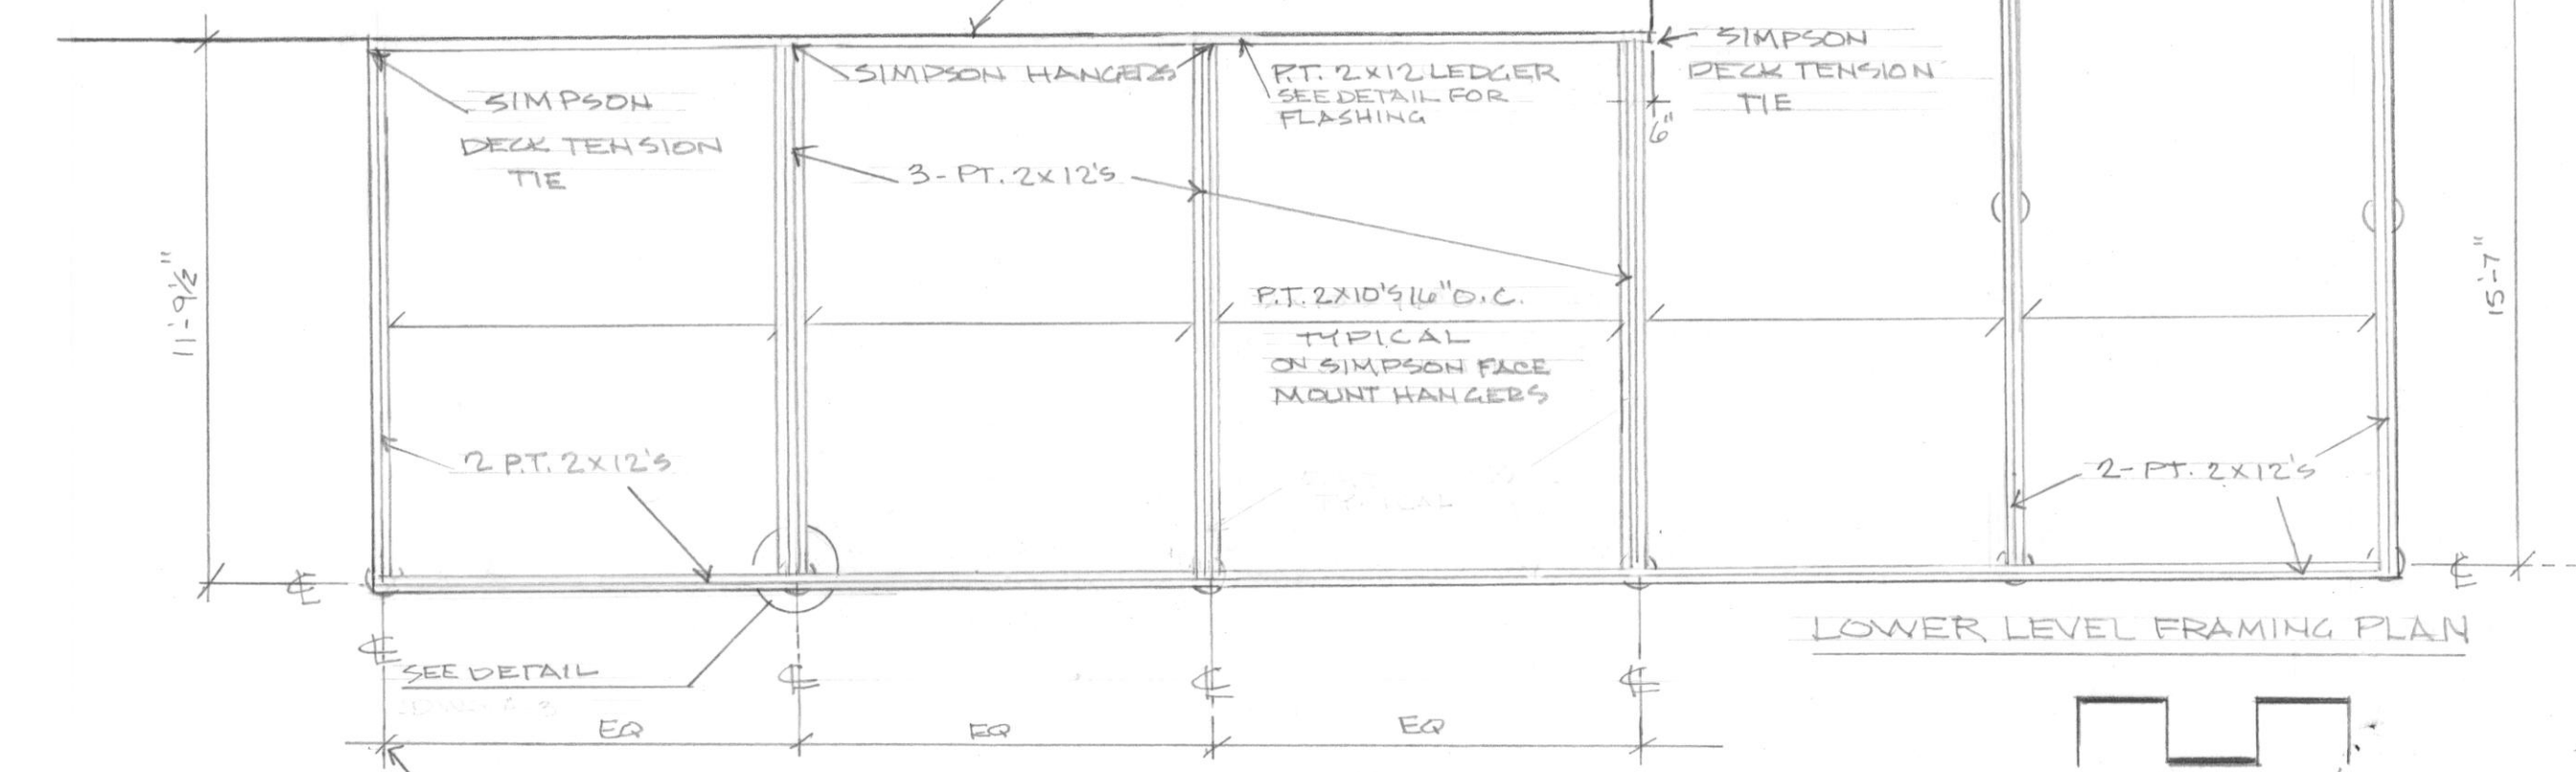 SIMPSON
DECK TENSION
TIE
SIMPSON HANGERS
P.T. 2X12 LEDGER
SEE DETAIL FOR
FLASHING
SIMPSON
DECK TENSION
TIE
6"
3-PT. 2X12'S
11'-9½"
15'-7"
P.T. 2X10'S 16" O.C.
TYPICAL
ON SIMPSON FACE
MOUNT HANGERS
2 P.T. 2X12'S
2-PT. 2X12'S
TYPICAL
℄
℄
LOWER LEVEL FRAMING PLAN
℄
SEE DETAIL
℄
℄
℄
EQ
EQ
EQ